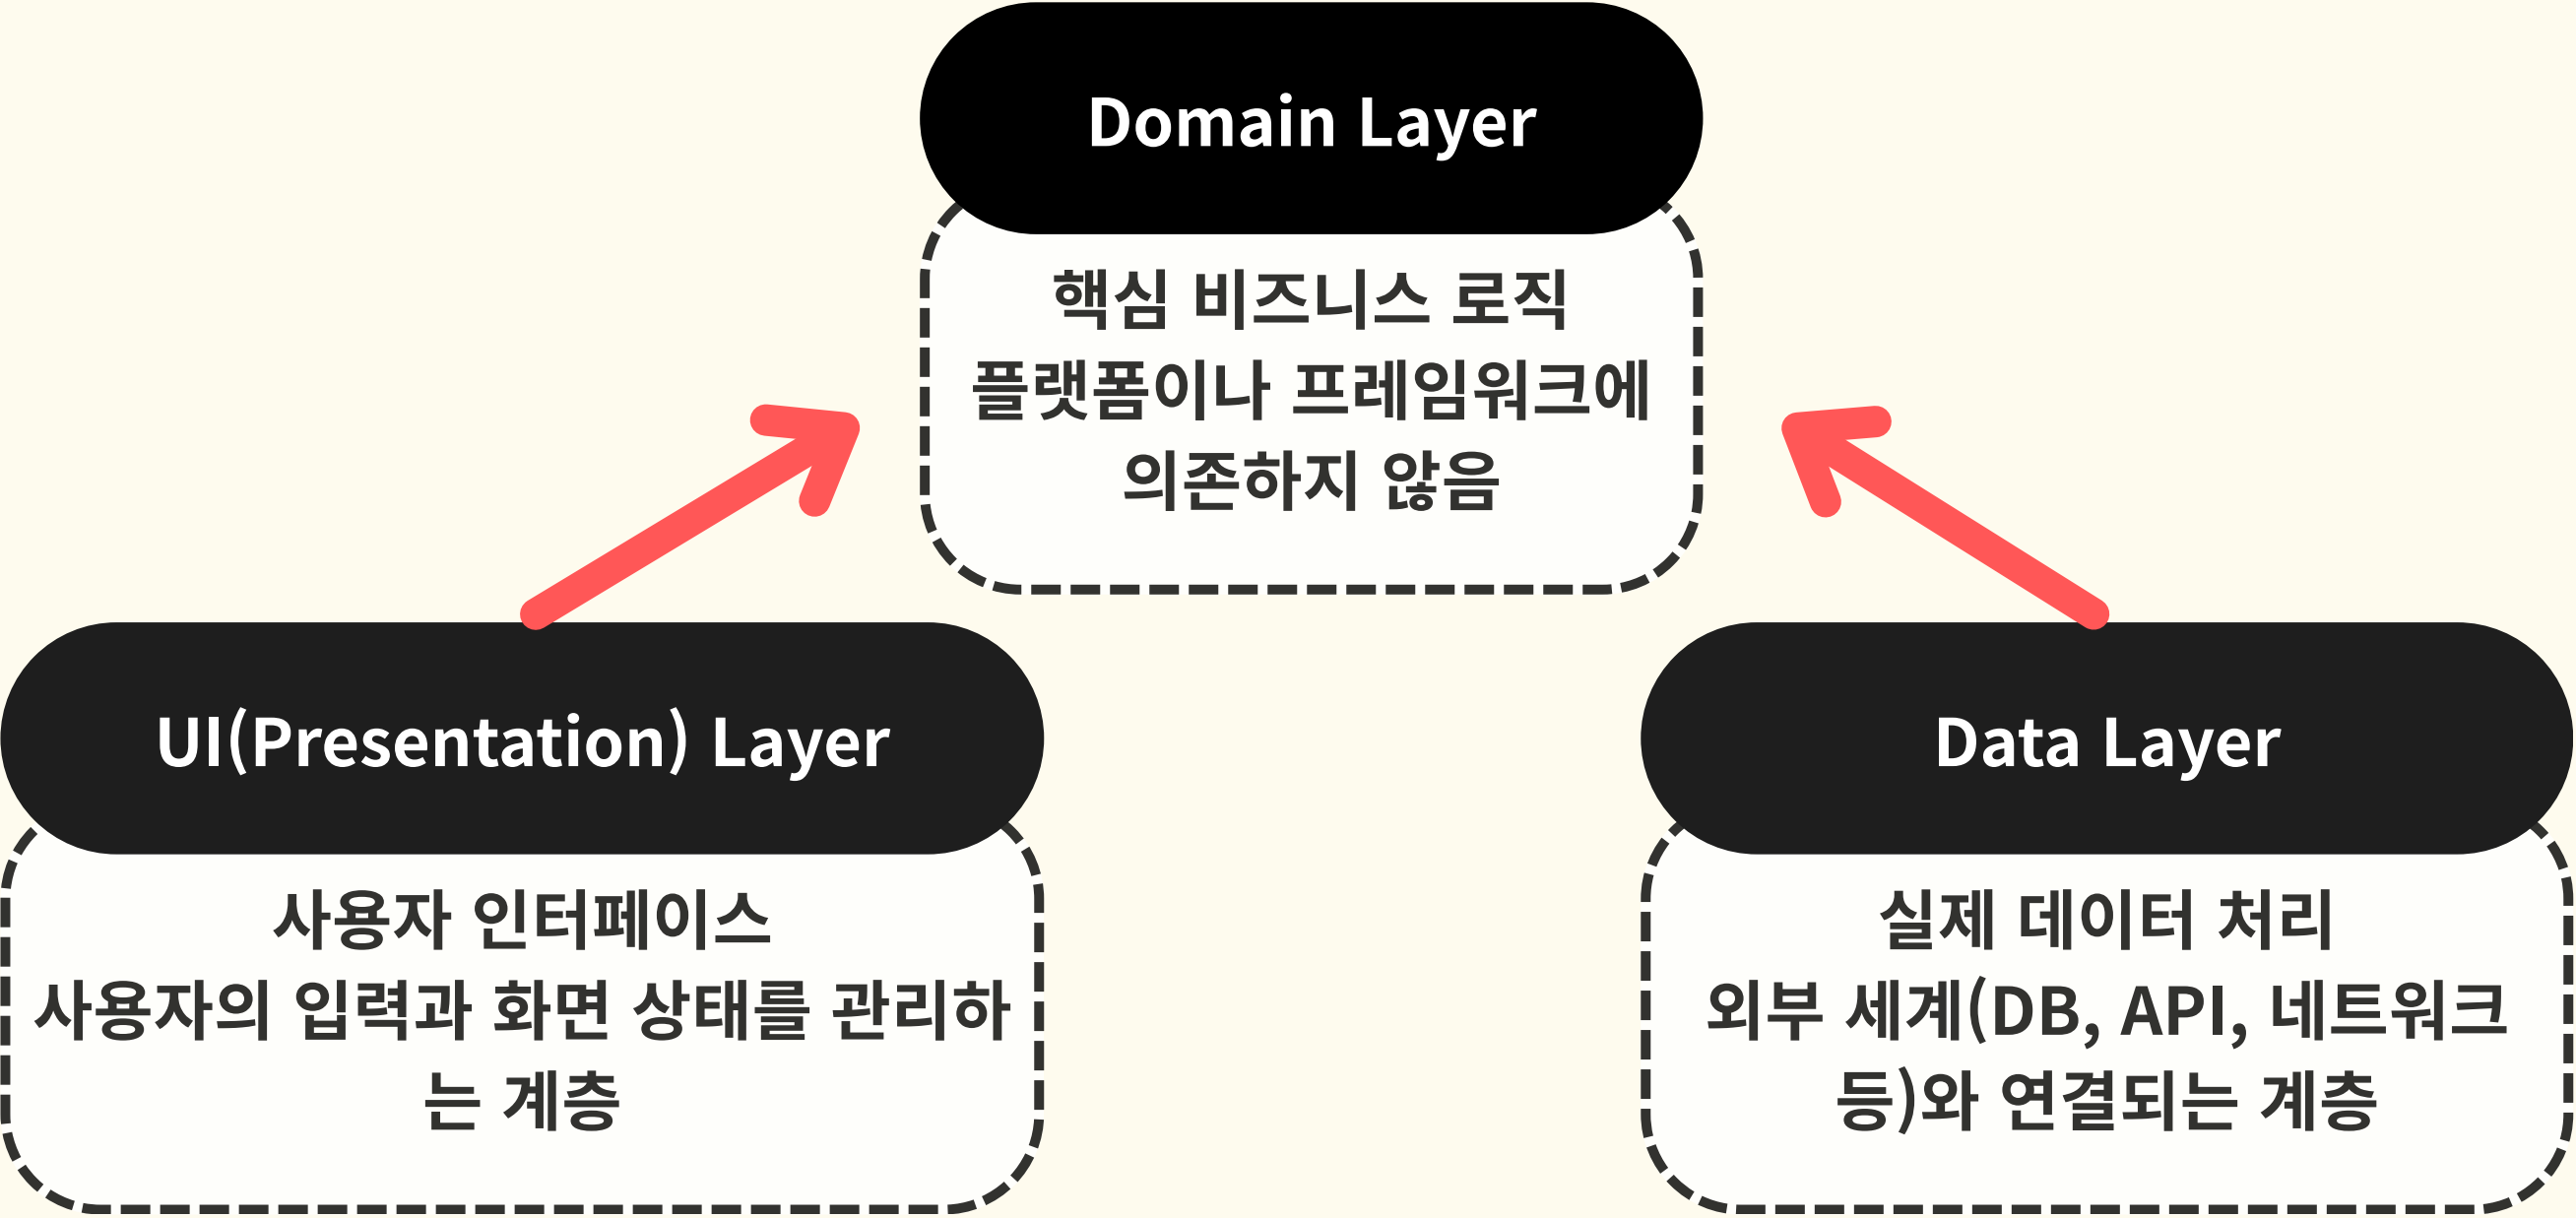 Domain Layer
핵심 비즈니스 로직
플랫폼이나 프레임워크에
의존하지 않음
UI(Presentation) Layer
사용자 인터페이스
사용자의 입력과 화면 상태를 관리하
는 계층
Data Layer
실제 데이터 처리
외부 세계(DB, API, 네트워크
등)와 연결되는 계층